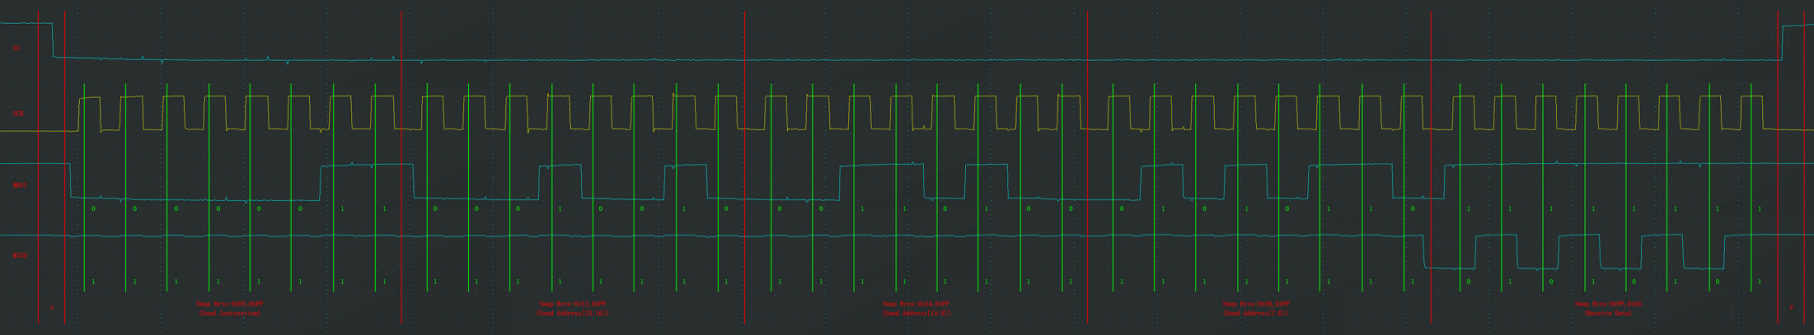 CS
SCK
MOSI
0 0 0 0 0 0 1 1 0 0 0 1 0 0 1 0 0 0 1 1 0 1 0 0 0 1 0 1 0 1 1 0 1 1 1 1 1 1 1 1
MISO
1 1 1 1 1 1 1 1 1 1 1 1 1 1 1 1 1 1 1 1 1 1 1 1 1 1 1 1 1 1 1 1 0 1 0 1 0 1 0 1
Swap Byte 0x03,0xFF
(Send Instruction)
Swap Byte 0x12,0xFF
(Send Address[23-16])
Swap Byte 0x34,0xFF
(Send Address[15-8])
Swap Byte 0x56,0xFF
(Send Address[7-0])
Swap Byte 0xFF,0x55
(Receive Data)